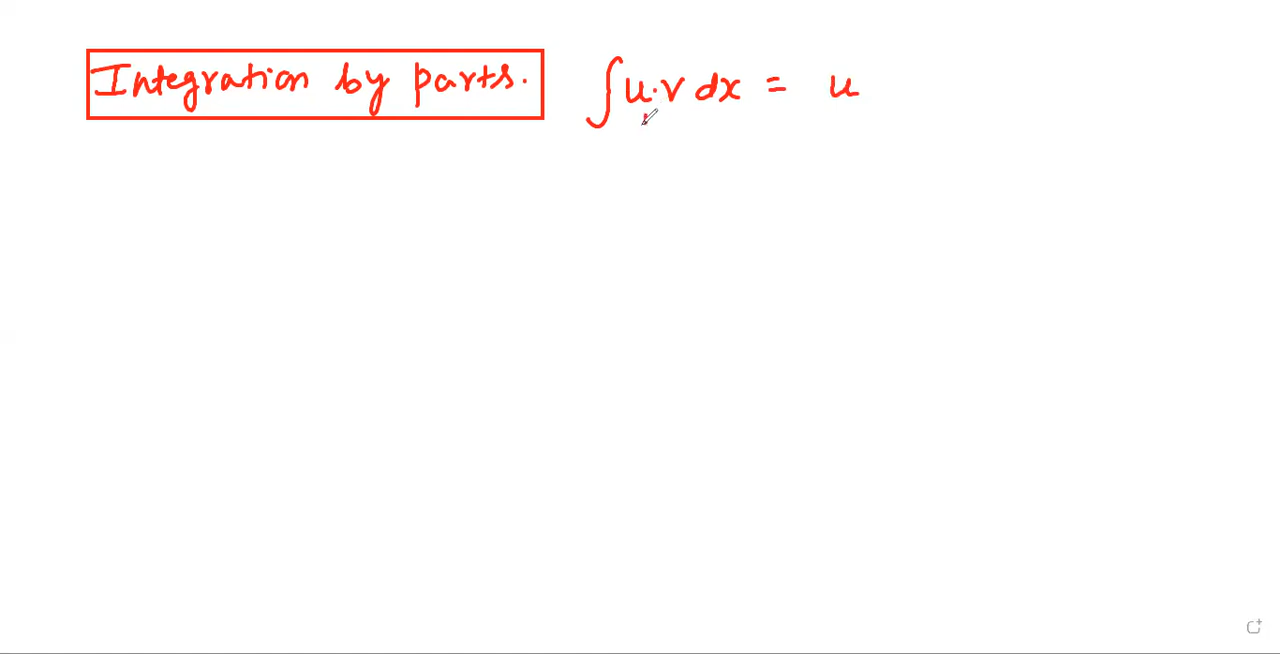 Integration by parts. ∫u·v dx = u